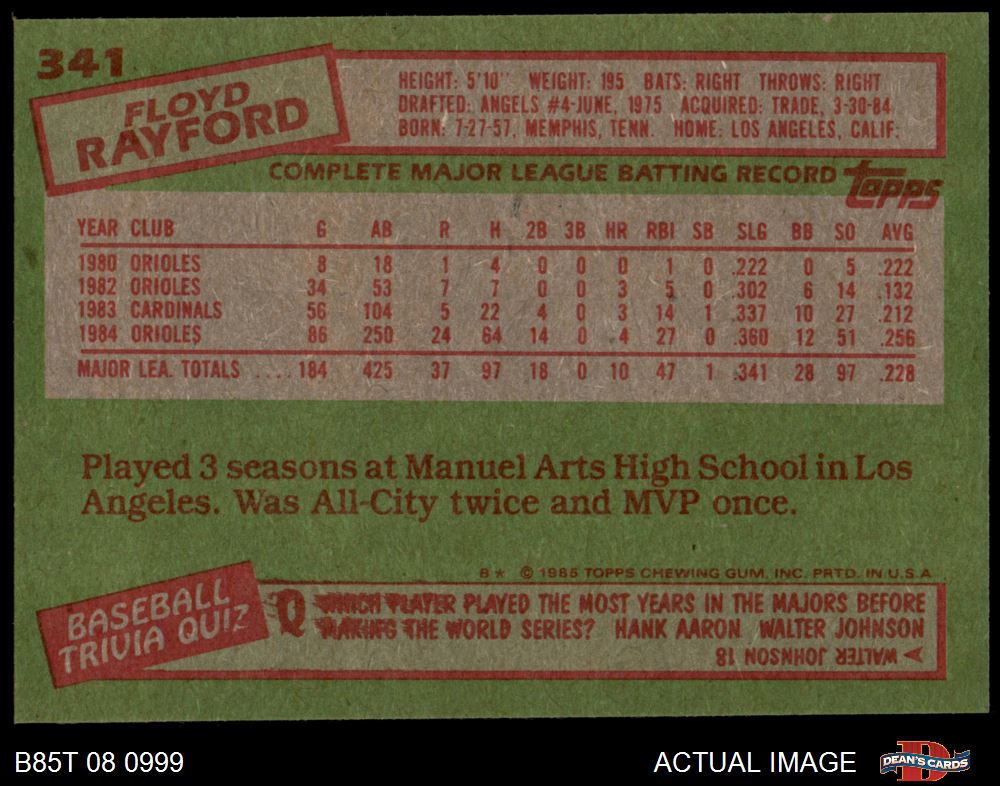 341
FLOYD
RAYFORD
HEIGHT: 5'10" WEIGHT: 195 BATS: RIGHT THROWS: RIGHT
DRAFTED: ANGELS #4-JUNE, 1975 ACQUIRED: TRADE, 3-30-84
BORN: 7-27-57, MEMPHIS, TENN. HOME: LOS ANGELES, CALIF.
COMPLETE MAJOR LEAGUE BATTING RECORD topps
YEAR CLUB G AB R H 2B 3B HR RBI SB SLG BB SO AVG
1980 ORIOLES 8 18 1 4 0 0 0 1 0 .222 0 5 .222
1982 ORIOLES 34 53 7 7 0 0 3 5 0 .302 6 14 .132
1983 CARDINALS 56 104 5 22 4 0 3 14 1 .337 10 27 .212
1984 ORIOLES 86 250 24 64 14 0 4 27 0 .360 12 51 .256
MAJOR LEA. TOTALS .... 184 425 37 97 18 0 10 47 1 .341 28 97 .228
Played 3 seasons at Manuel Arts High School in Los
Angeles. Was All-City twice and MVP once.
B* © 1985 TOPPS CHEWING GUM, INC. PRTD. IN U.S.A.
BASEBALL
TRIVIA QUIZ
Q WHICH PLAYER PLAYED THE MOST YEARS IN THE MAJORS BEFORE
MAKING THE WORLD SERIES? HANK AARON WALTER JOHNSON
WALTER JOHNSON 18
B85T 08 0999
ACTUAL IMAGE
DEAN'S CARDS